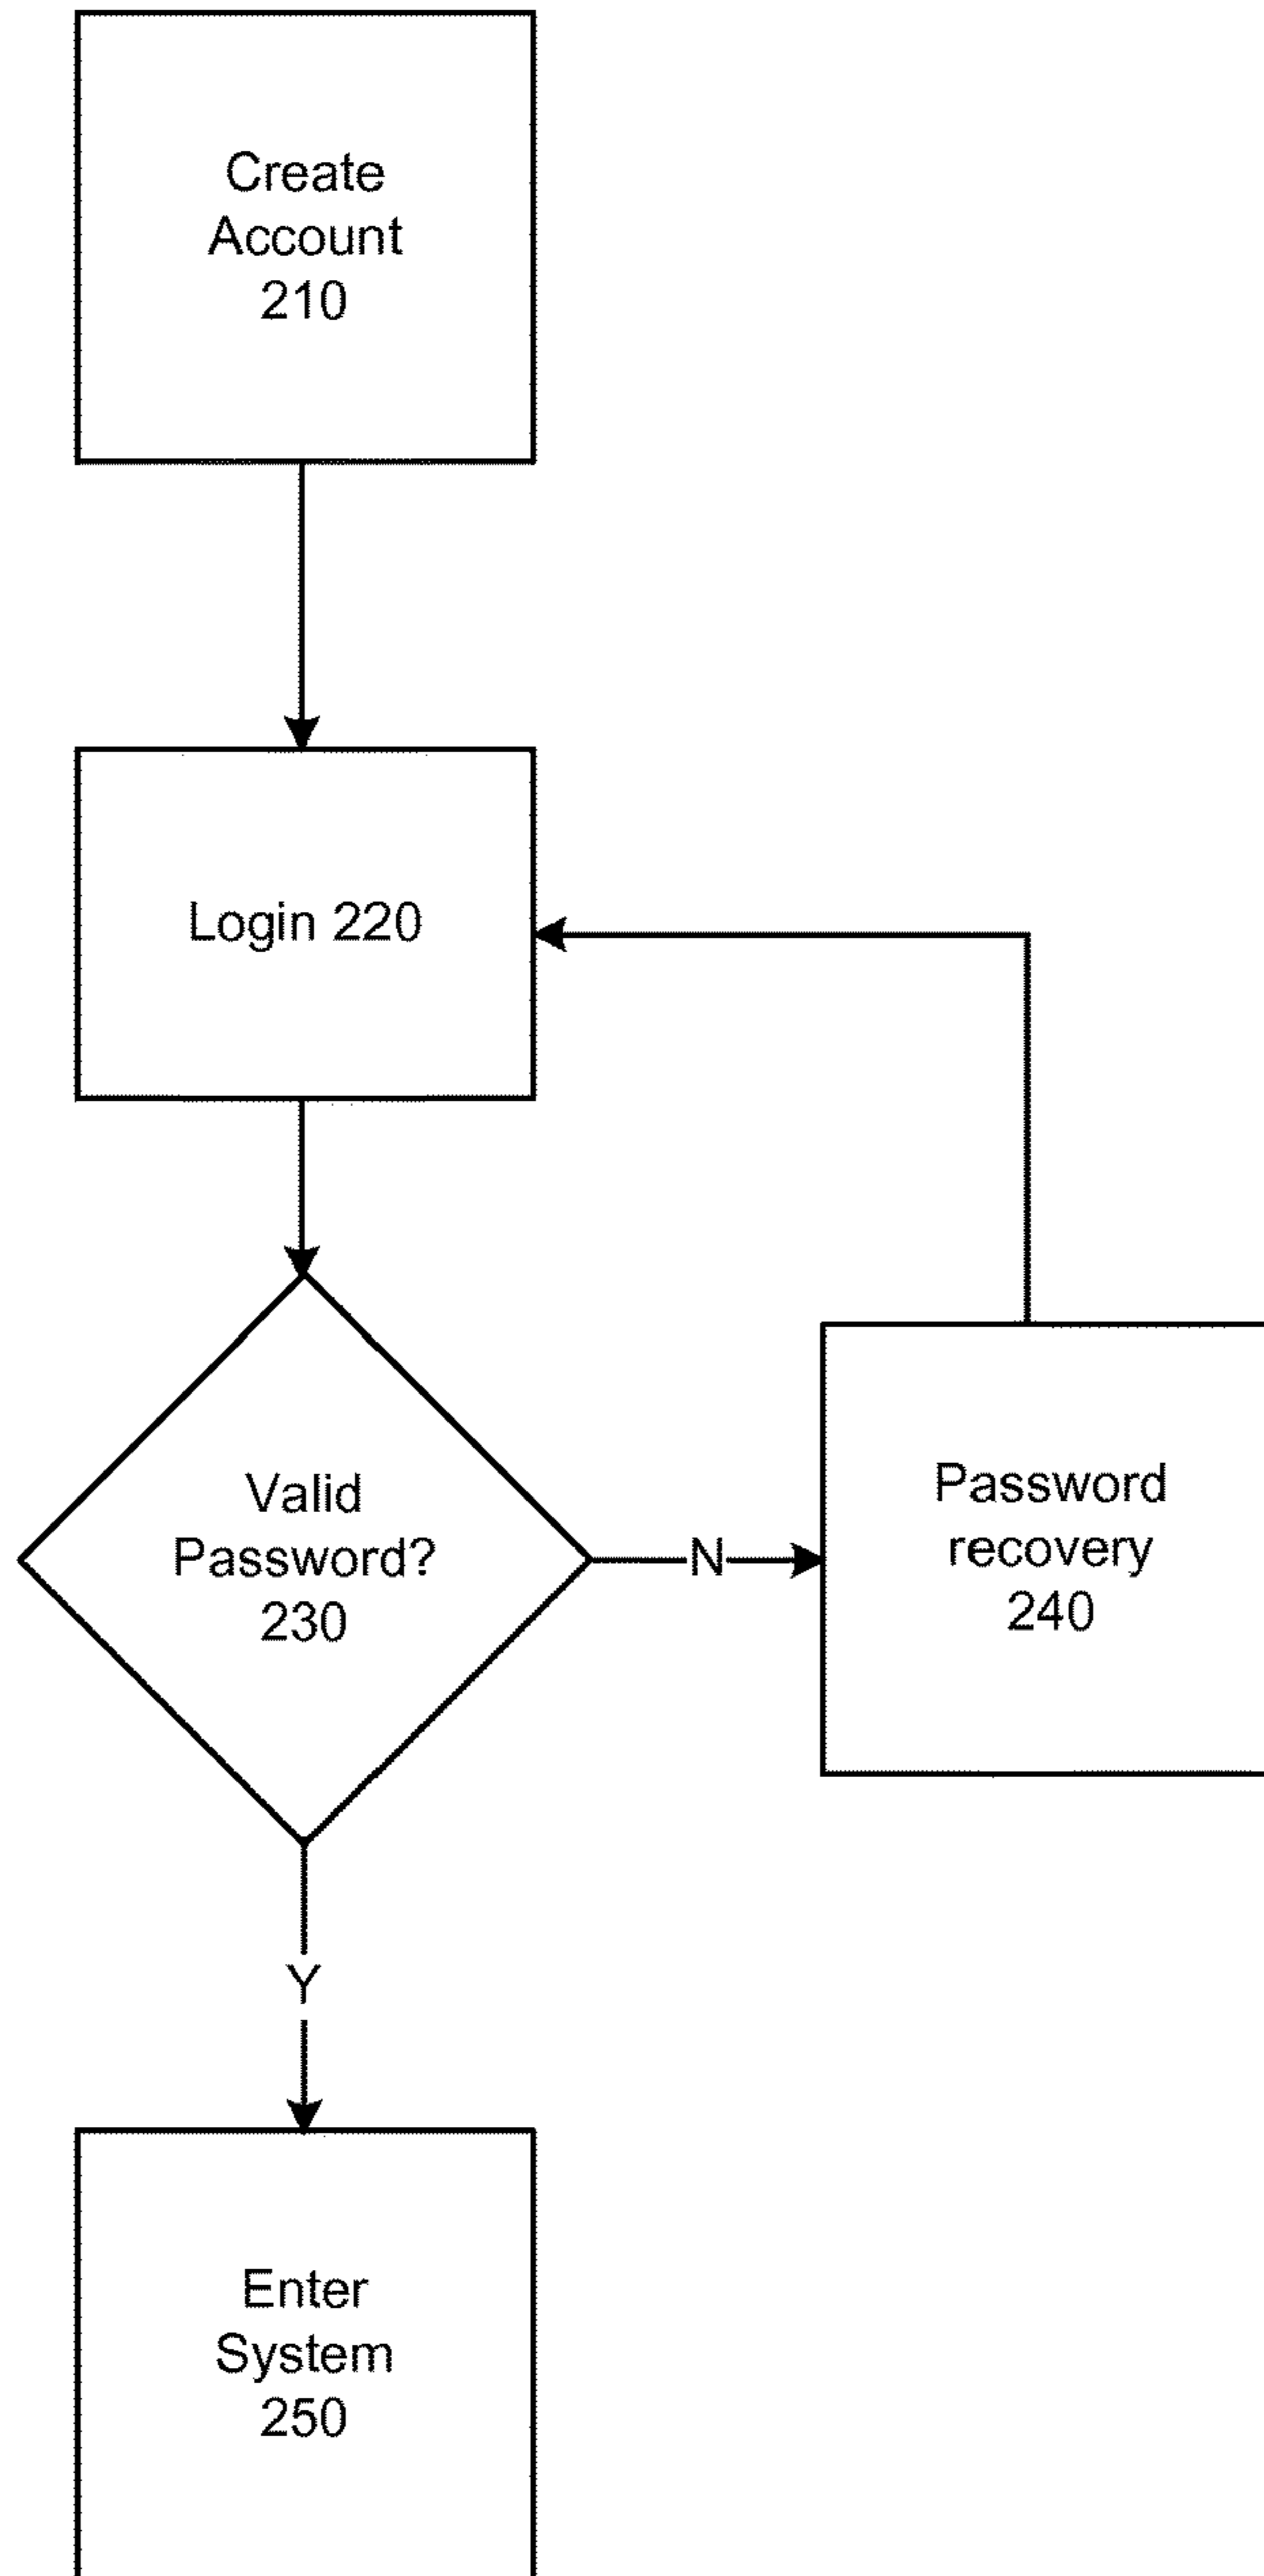 Create
Account
210
Login 220
Valid
Password?
230
N
Password
recovery
240
Y
Enter
System
250